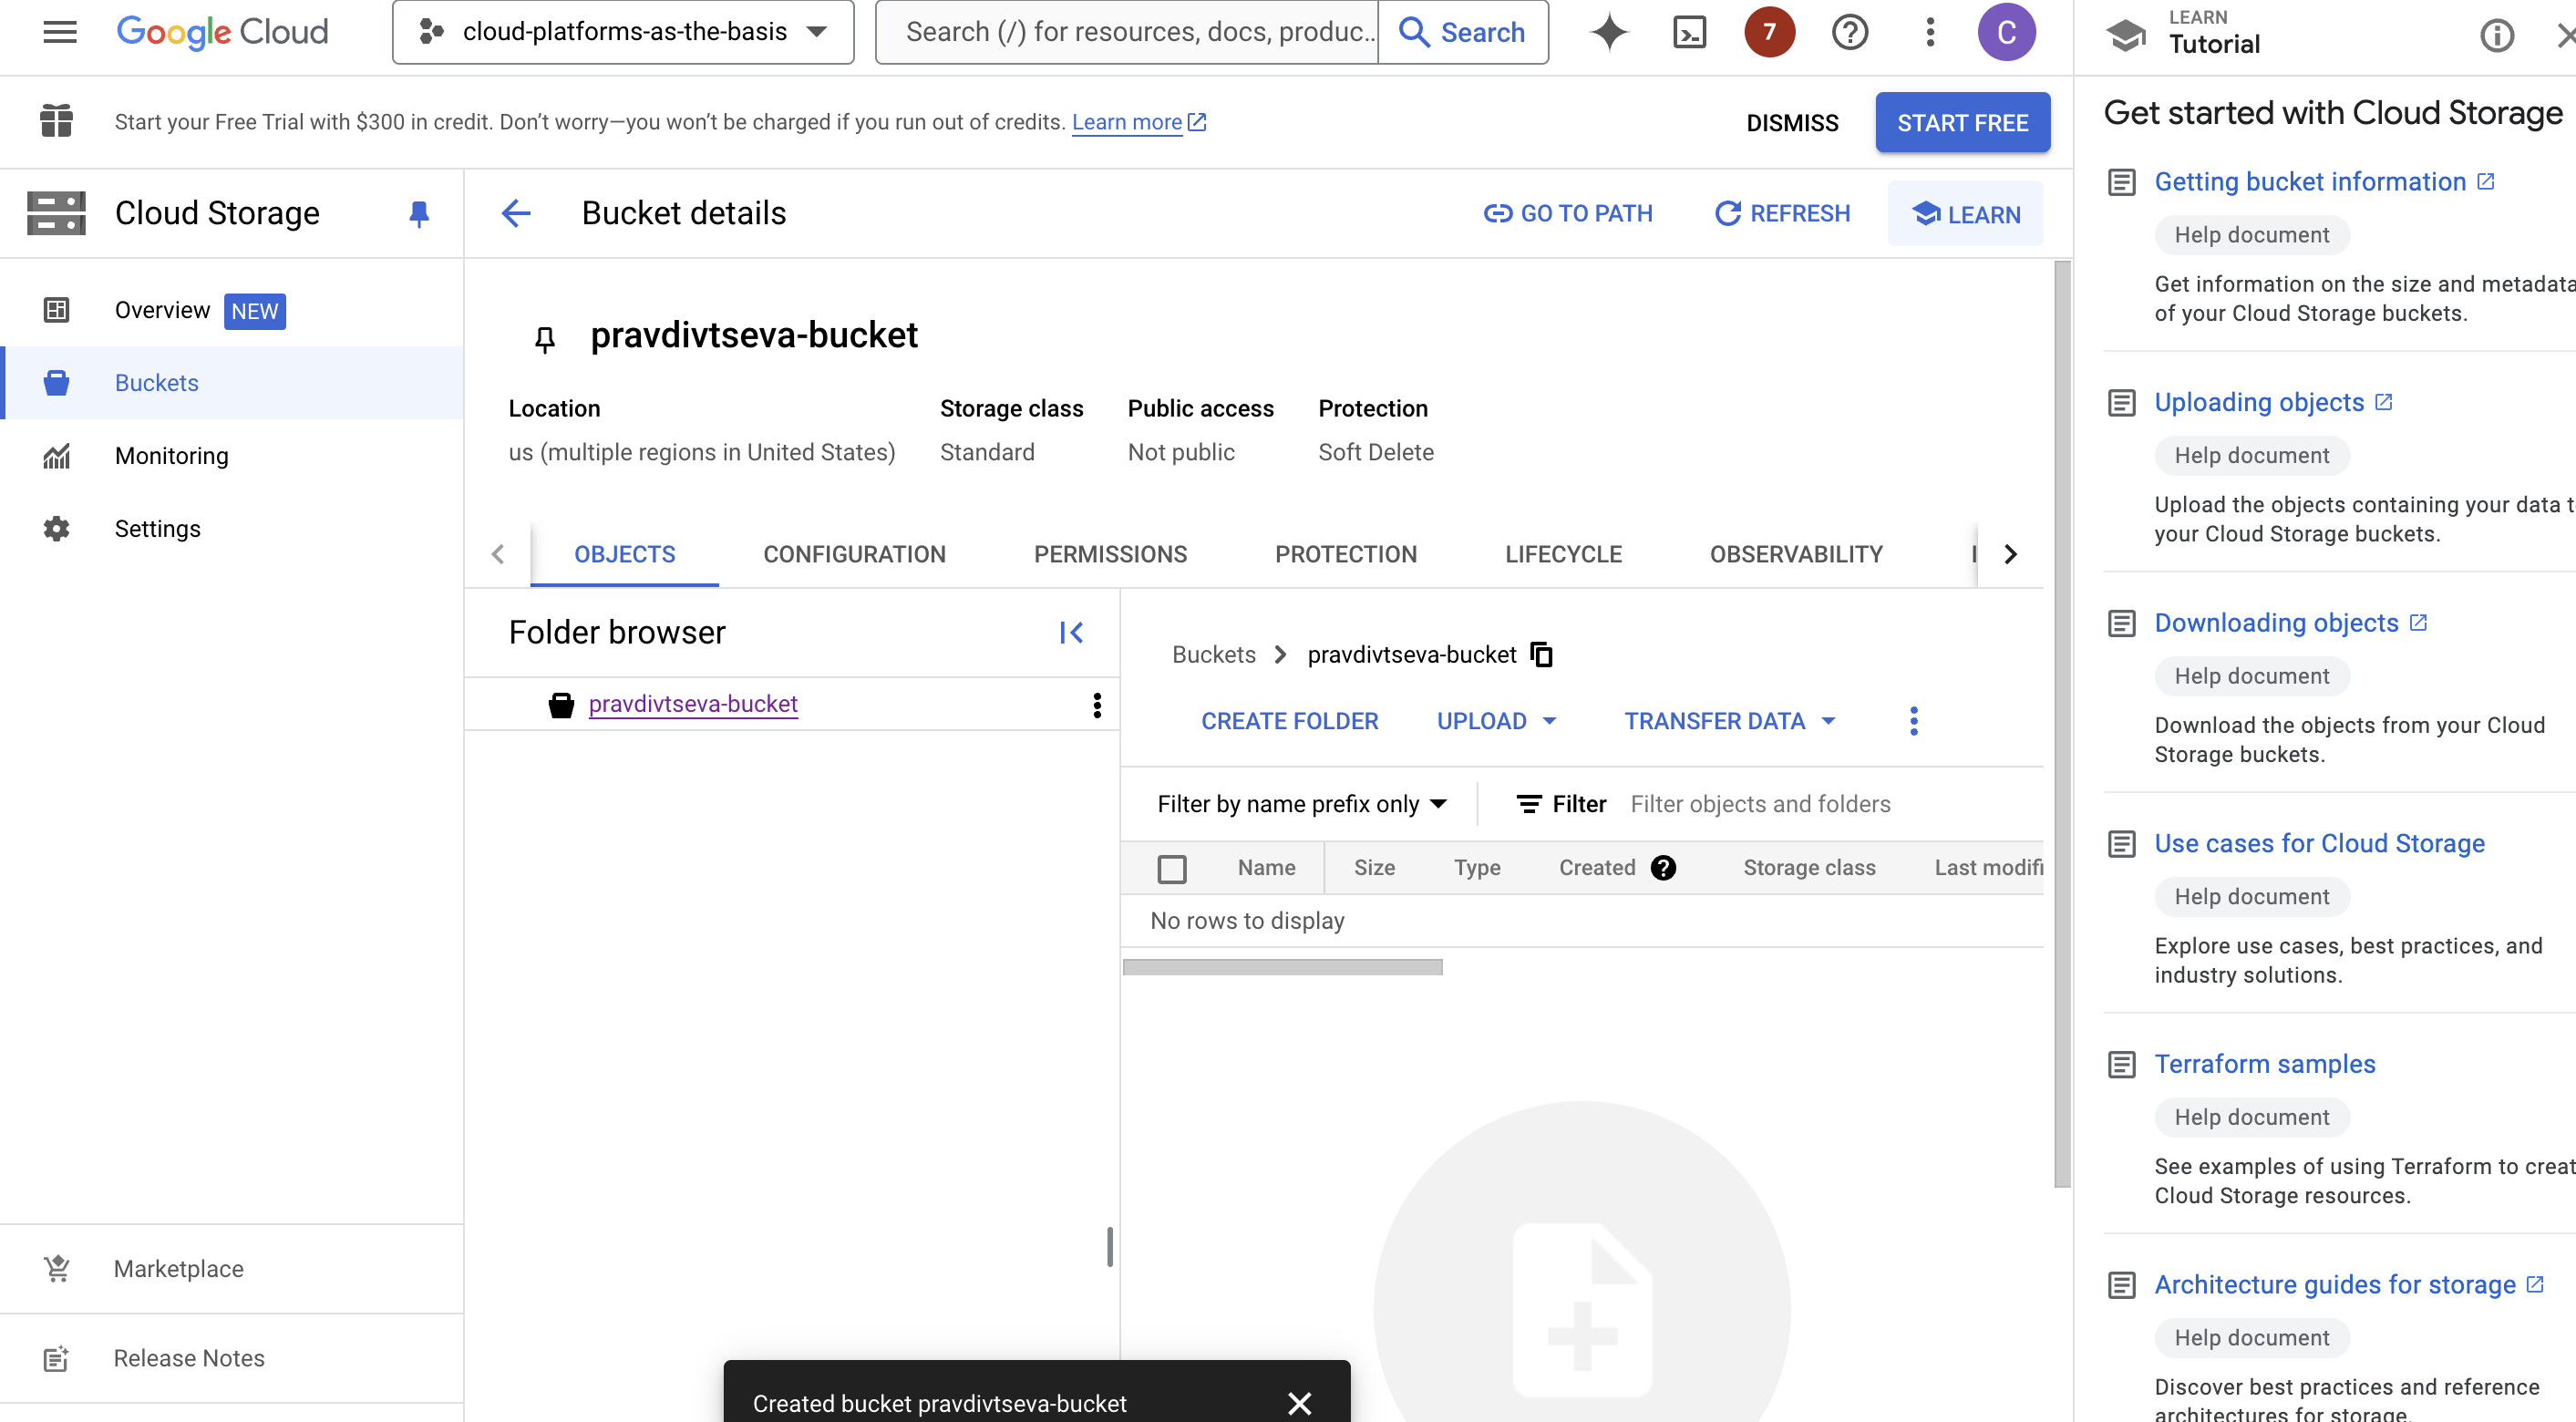 Google Cloud
cloud-platforms-as-the-basis
Search (/) for resources, docs, produc...
Search
7
C
LEARN
Tutorial
Start your Free Trial with $300 in credit. Don’t worry—you won’t be charged if you run out of credits. Learn more
DISMISS
START FREE
Cloud Storage
Overview NEW
Buckets
Monitoring
Settings
Marketplace
Release Notes
Bucket details
GO TO PATH
REFRESH
LEARN
pravdivtseva-bucket
Location
Storage class
Public access
Protection
us (multiple regions in United States)
Standard
Not public
Soft Delete
OBJECTS
CONFIGURATION
PERMISSIONS
PROTECTION
LIFECYCLE
OBSERVABILITY
Folder browser
pravdivtseva-bucket
Buckets
pravdivtseva-bucket
CREATE FOLDER
UPLOAD
TRANSFER DATA
Filter by name prefix only
Filter
Filter objects and folders
Name
Size
Type
Created
Storage class
Last modifi
No rows to display
Created bucket pravdivtseva-bucket
Get started with Cloud Storage
Getting bucket information
Help document
Get information on the size and metadata
of your Cloud Storage buckets.
Uploading objects
Help document
Upload the objects containing your data t
your Cloud Storage buckets.
Downloading objects
Help document
Download the objects from your Cloud
Storage buckets.
Use cases for Cloud Storage
Help document
Explore use cases, best practices, and
industry solutions.
Terraform samples
Help document
See examples of using Terraform to creat
Cloud Storage resources.
Architecture guides for storage
Help document
Discover best practices and reference
architectures for storage.